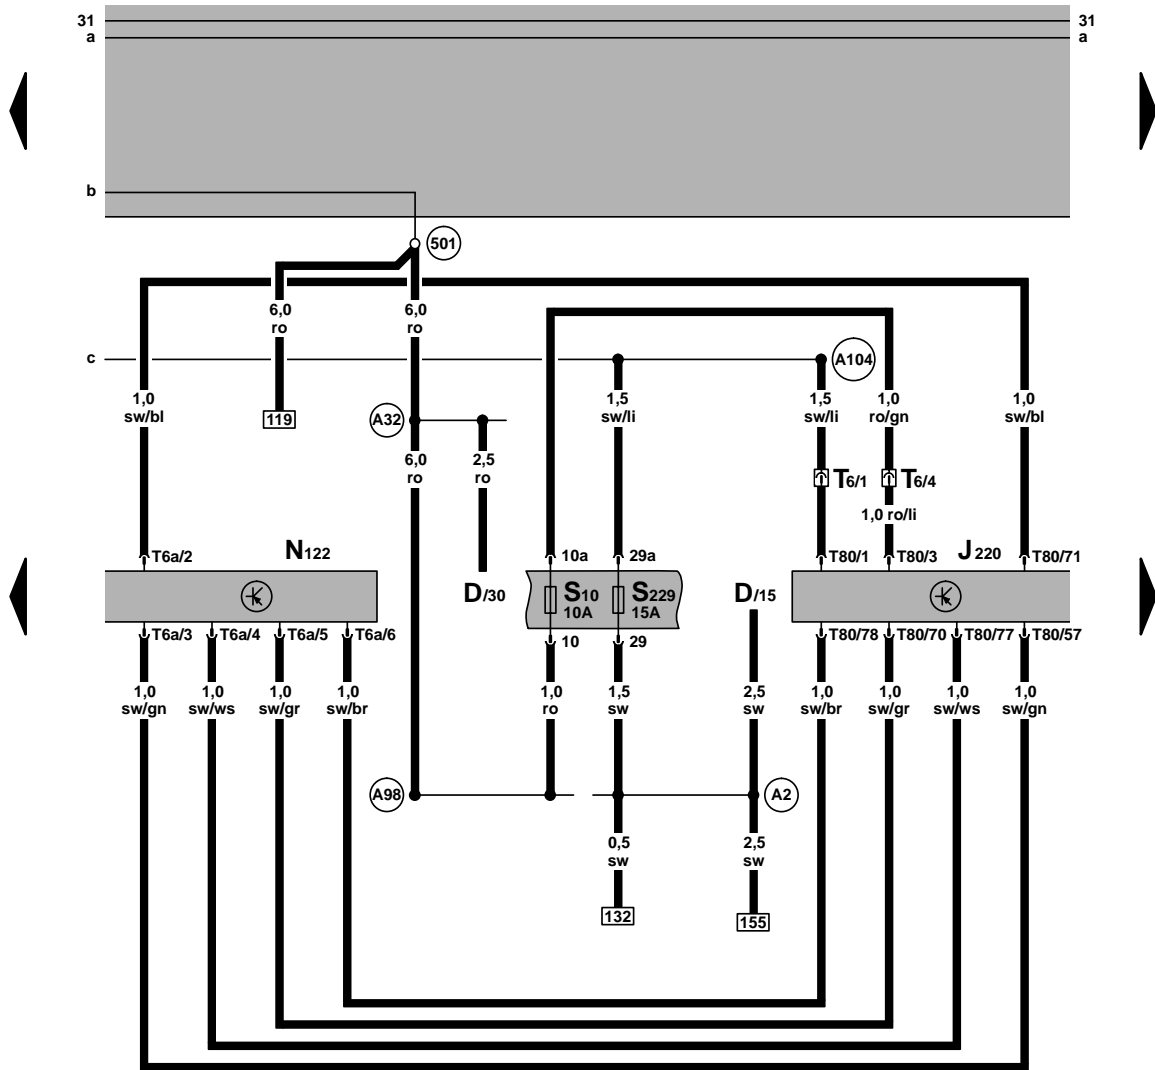 31 31
a a
b
501
6,0 6,0
ro ro
c A104
1,0 1,5 1,5 1,0 1,0
sw/bl sw/li sw/li ro/gn sw/bl
119 A32
6,0 2,5
ro ro
T6/1 T6/4
1,0 ro/li
T6a/2 N122 10a 29a T80/1 T80/3 J220 T80/71
D/30 S10 S229 D/15
10A 15A
T6a/3 T6a/4 T6a/5 T6a/6 10 29 T80/78 T80/70 T80/77 T80/57
1,0 1,0 1,0 1,0 1,0 1,5 2,5 1,0 1,0 1,0 1,0
sw/gn sw/ws sw/gr sw/br ro sw sw sw/br sw/gr sw/ws sw/gn
A98 A2
0,5 2,5
sw sw
132 155